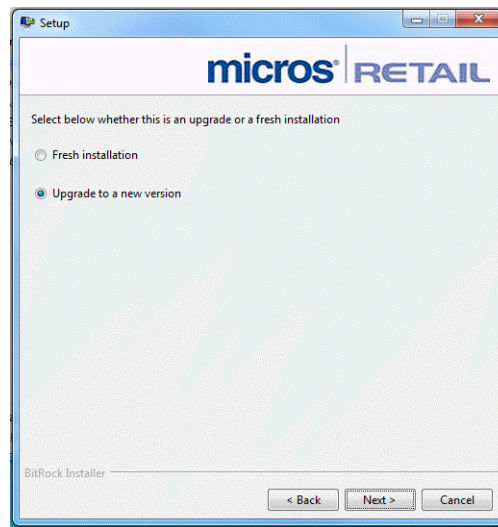 Setup
micros RETAIL
Select below whether this is an upgrade or a fresh installation
Fresh installation
Upgrade to a new version
BitRock Installer
< Back Next > Cancel